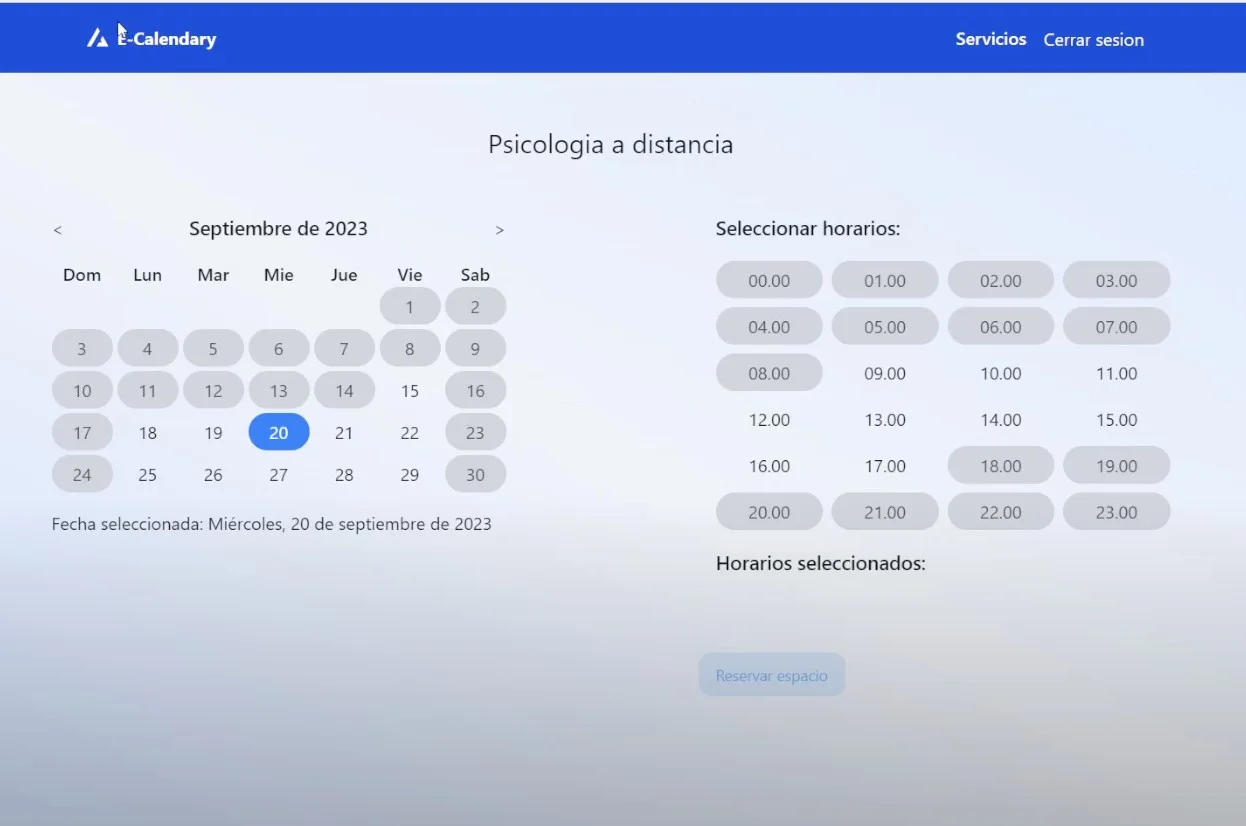 E-Calendary
Servicios Cerrar sesion
Psicologia a distancia
< Septiembre de 2023 >
Dom Lun Mar Mie Jue Vie Sab
1 2
3 4 5 6 7 8 9
10 11 12 13 14 15 16
17 18 19 20 21 22 23
24 25 26 27 28 29 30
Fecha seleccionada: Miércoles, 20 de septiembre de 2023
Seleccionar horarios:
00.00 01.00 02.00 03.00
04.00 05.00 06.00 07.00
08.00 09.00 10.00 11.00
12.00 13.00 14.00 15.00
16.00 17.00 18.00 19.00
20.00 21.00 22.00 23.00
Horarios seleccionados:
Reservar espacio